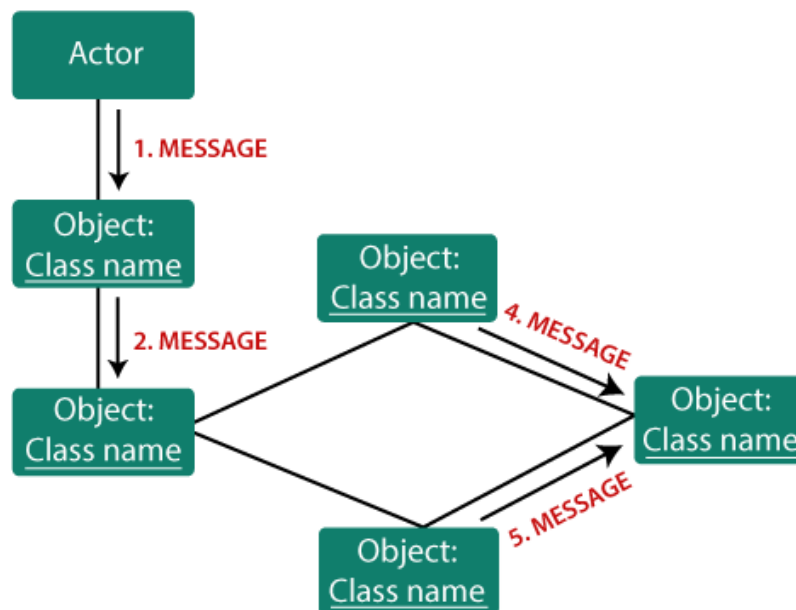 Actor
1. MESSAGE
Object:
Class name
2. MESSAGE
Object:
Class name
Object:
Class name
4. MESSAGE
Object:
Class name
5. MESSAGE
Object:
Class name